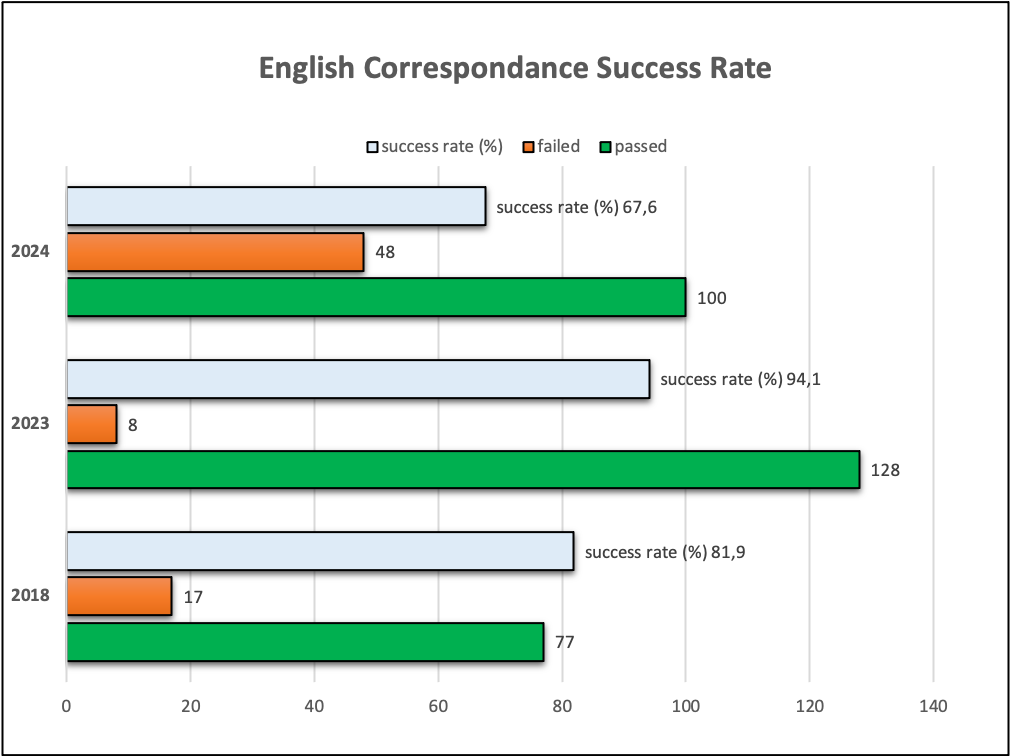 English Correspondance Success Rate
success rate (%) failed passed
success rate (%) 67,6
2024
48
100
success rate (%) 94,1
2023
8
128
success rate (%) 81,9
2018
17
77
0 20 40 60 80 100 120 140